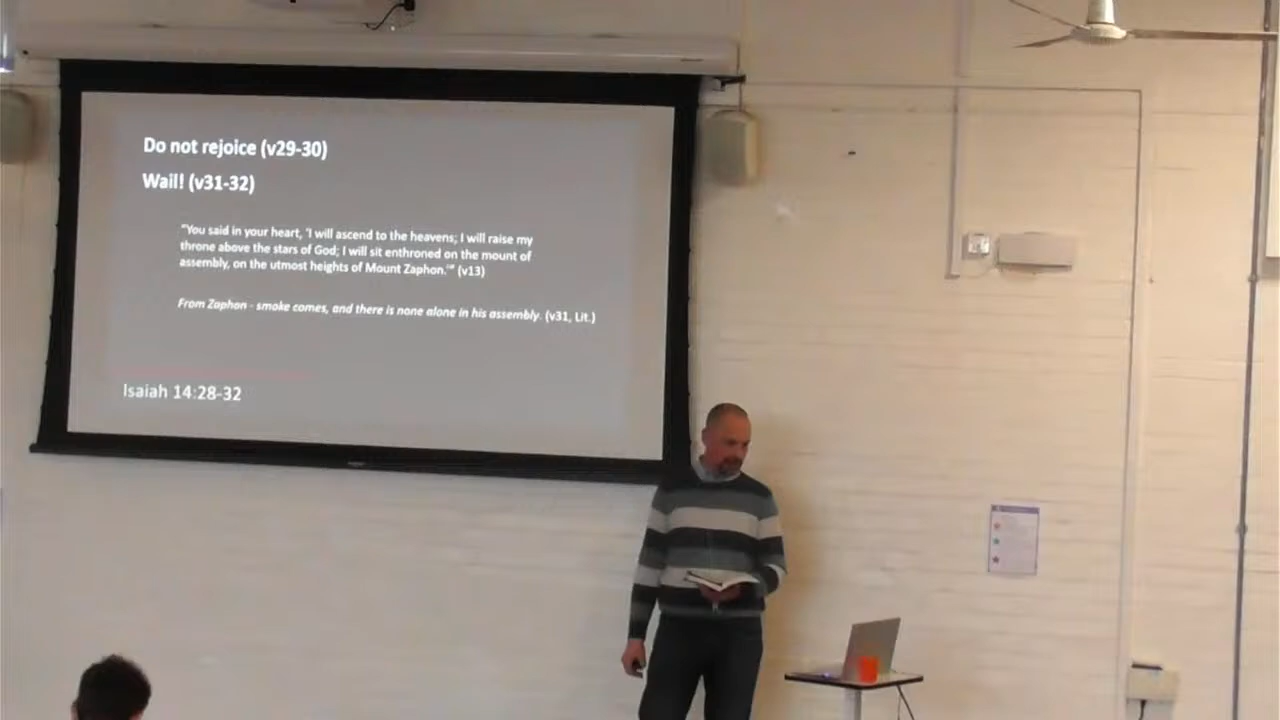 Do not rejoice (v29-30)
Wail! (v31-32)
"You said in your heart, 'I will ascend to the heavens; I will raise my
throne above the stars of God; I will sit enthroned on the mount of
assembly, on the utmost heights of Mount Zaphon.'" (v13)
From Zaphon - smoke comes, and there is none alone in his assembly. (v31, Lit.)
Isaiah 14:28-32